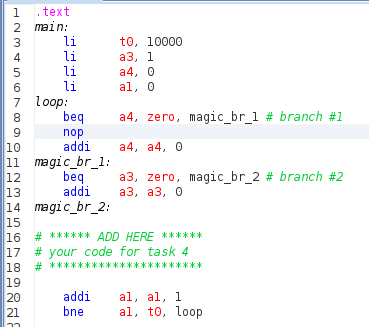 1 .text
2 main:
3 li t0, 10000
4 li a3, 1
5 li a4, 0
6 li a1, 0
7 loop:
8 beq a4, zero, magic_br_1 # branch #1
9 nop
10 addi a4, a4, 0
11 magic_br_1:
12 beq a3, zero, magic_br_2 # branch #2
13 addi a3, a3, 0
14 magic_br_2:
15
16 # ****** ADD HERE ******
17 # your code for task 4
18 # **********************
19
20 addi a1, a1, 1
21 bne a1, t0, loop